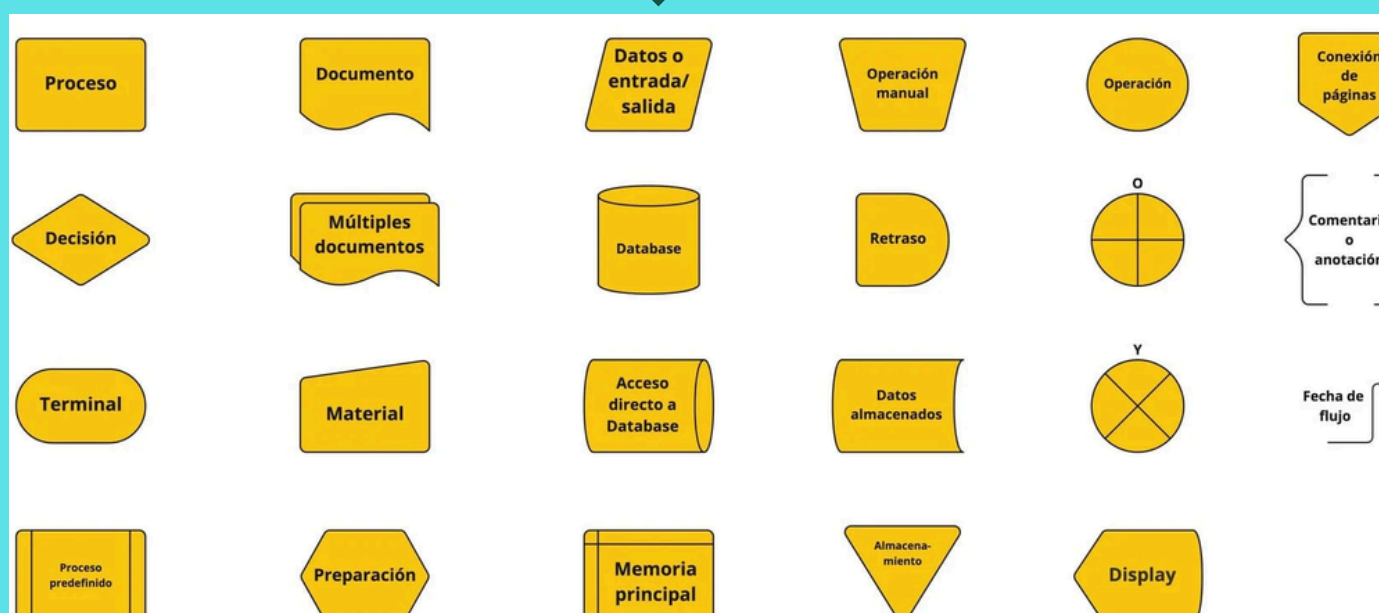 Proceso
Documento
Datos o
entrada/
salida
Operación
manual
Operación
Conexión
de
páginas
Decisión
Múltiples
documentos
Database
Retraso
O
Comentari
o
anotación
Terminal
Material
Acceso
directo a
Database
Datos
almacenados
Y
Fecha de
flujo
Proceso
predefinido
Preparación
Memoria
principal
Almacena-
miento
Display